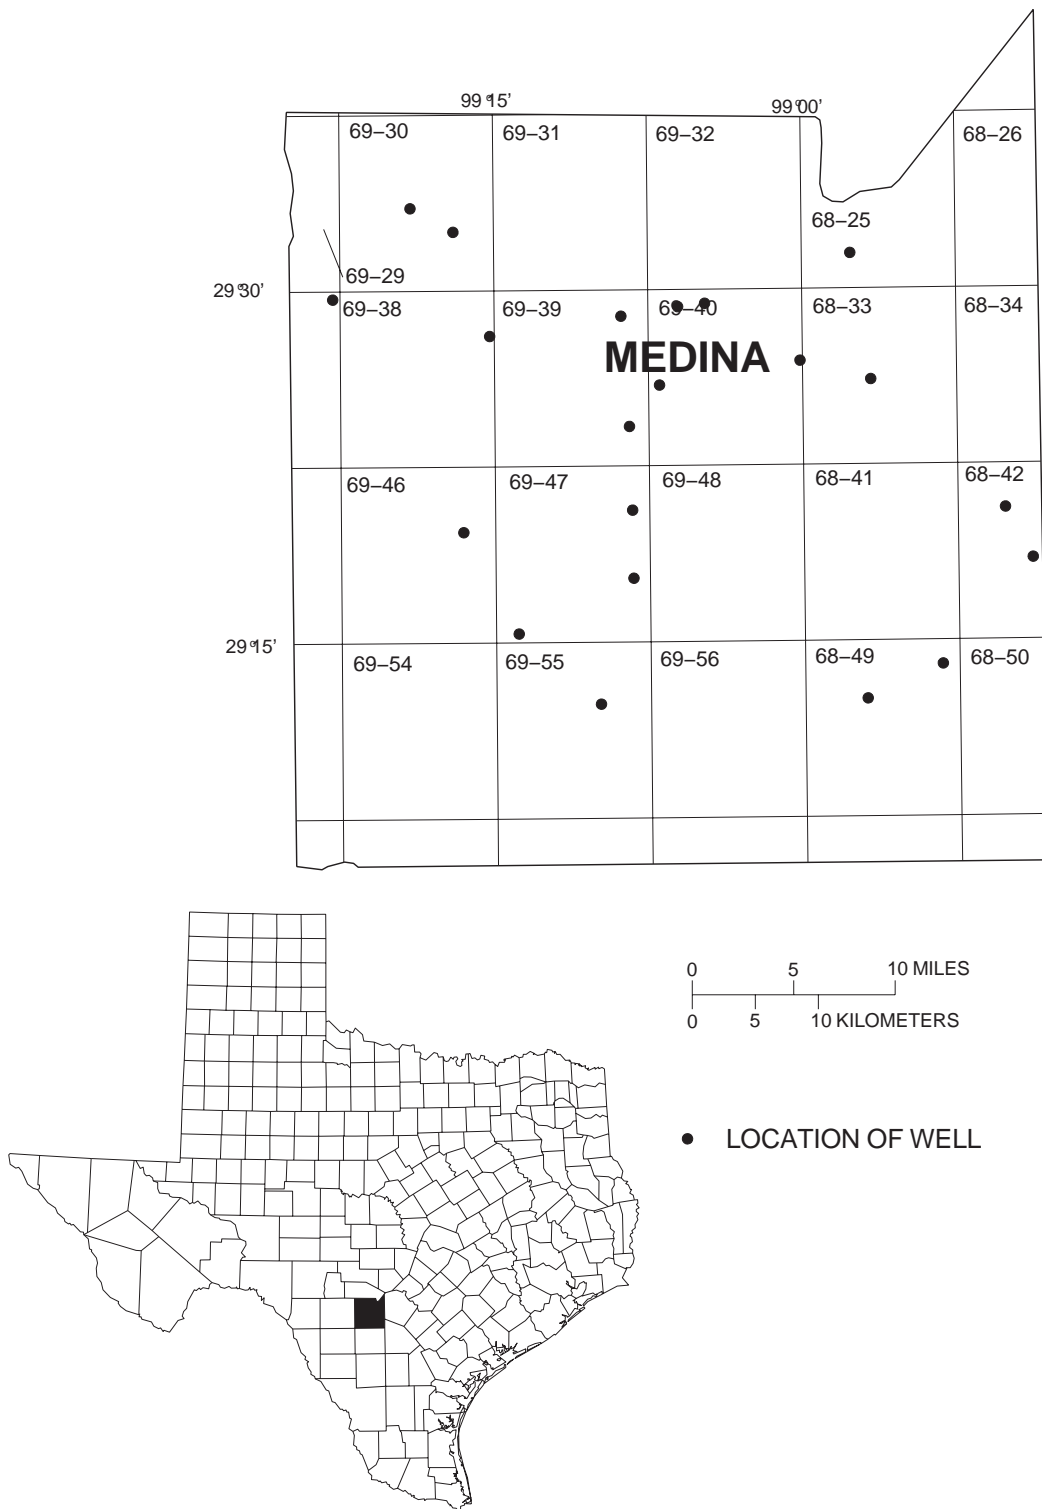 99°15' 99°00'
69–30 69–31 69–32 68–26
68–25
69–29
29°30'
69–38 69–39 69–40 68–33 68–34
MEDINA
69–46 69–47 69–48 68–41 68–42
29°15'
69–54 69–55 69–56 68–49 68–50
0 5 10 MILES
0 5 10 KILOMETERS
LOCATION OF WELL